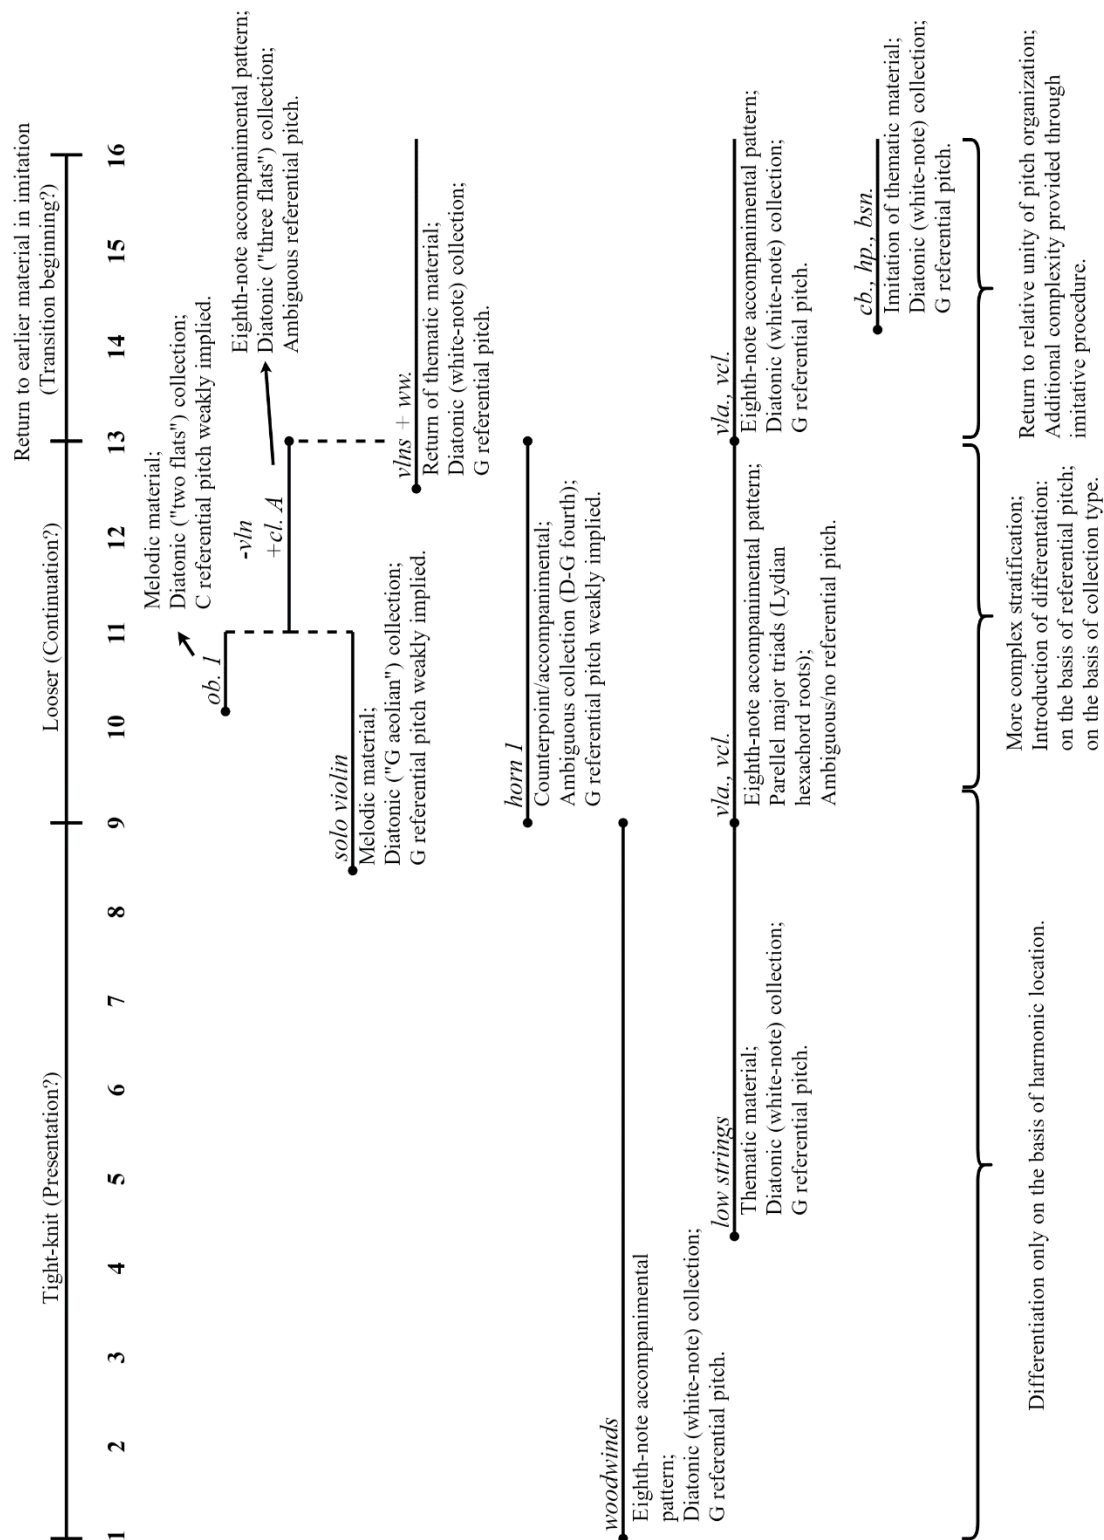 Tight-knit (Presentation?)
Looser (Continuation?)
Return to earlier material in imitation
(Transition beginning?)
1 2 3 4 5 6 7 8 9 10 11 12 13 14 15 16
ob. 1
Melodic material;
Diatonic ("two flats") collection;
C referential pitch weakly implied.
-vln
+cl. A
Eighth-note accompanimental pattern;
Diatonic ("three flats") collection;
Ambiguous referential pitch.
solo violin
Melodic material;
Diatonic ("G aeolian") collection;
G referential pitch weakly implied.
vlns + ww.
Return of thematic material;
Diatonic (white-note) collection;
G referential pitch.
horn 1
Counterpoint/accompanimental;
Ambiguous collection (D-G fourth);
G referential pitch weakly implied.
woodwinds
Eighth-note accompaniment
pattern;
Diatonic (white-note) collection;
G referential pitch.
low strings
Thematic material;
Diatonic (white-note) collection;
G referential pitch.
vla., vcl.
Eighth-note accompanimental pattern;
Parellel major triads (Lydian
hexachord roots);
Ambiguous/no referential pitch.
vla., vcl.
Eighth-note accompanimental pattern;
Diatonic (white-note) collection;
G referential pitch.
cb., hp., bsn.
Imitation of thematic material;
Diatonic (white-note) collection;
G referential pitch.
Differentiation only on the basis of harmonic location.
More complex stratification;
Introduction of differentation:
on the basis of referential pitch;
on the basis of collection type.
Return to relative unity of pitch organization;
Additional complexity provided through
imitative procedure.